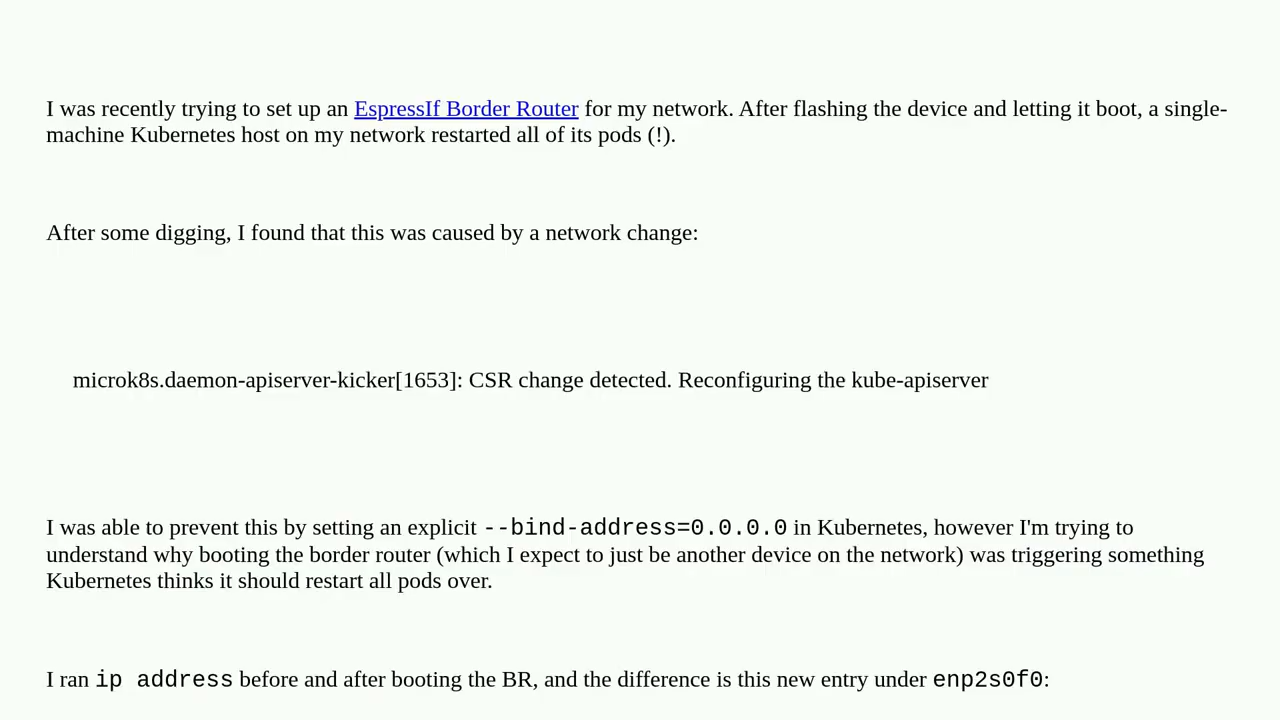 I was recently trying to set up an EspressIf Border Router for my network. After flashing the device and letting it boot, a single-
machine Kubernetes host on my network restarted all of its pods (!).
After some digging, I found that this was caused by a network change:
microk8s.daemon-apiserver-kicker[1653]: CSR change detected. Reconfiguring the kube-apiserver
I was able to prevent this by setting an explicit --bind-address=0.0.0.0 in Kubernetes, however I'm trying to
understand why booting the border router (which I expect to just be another device on the network) was triggering something
Kubernetes thinks it should restart all pods over.
I ran ip address before and after booting the BR, and the difference is this new entry under enp2s0f0: